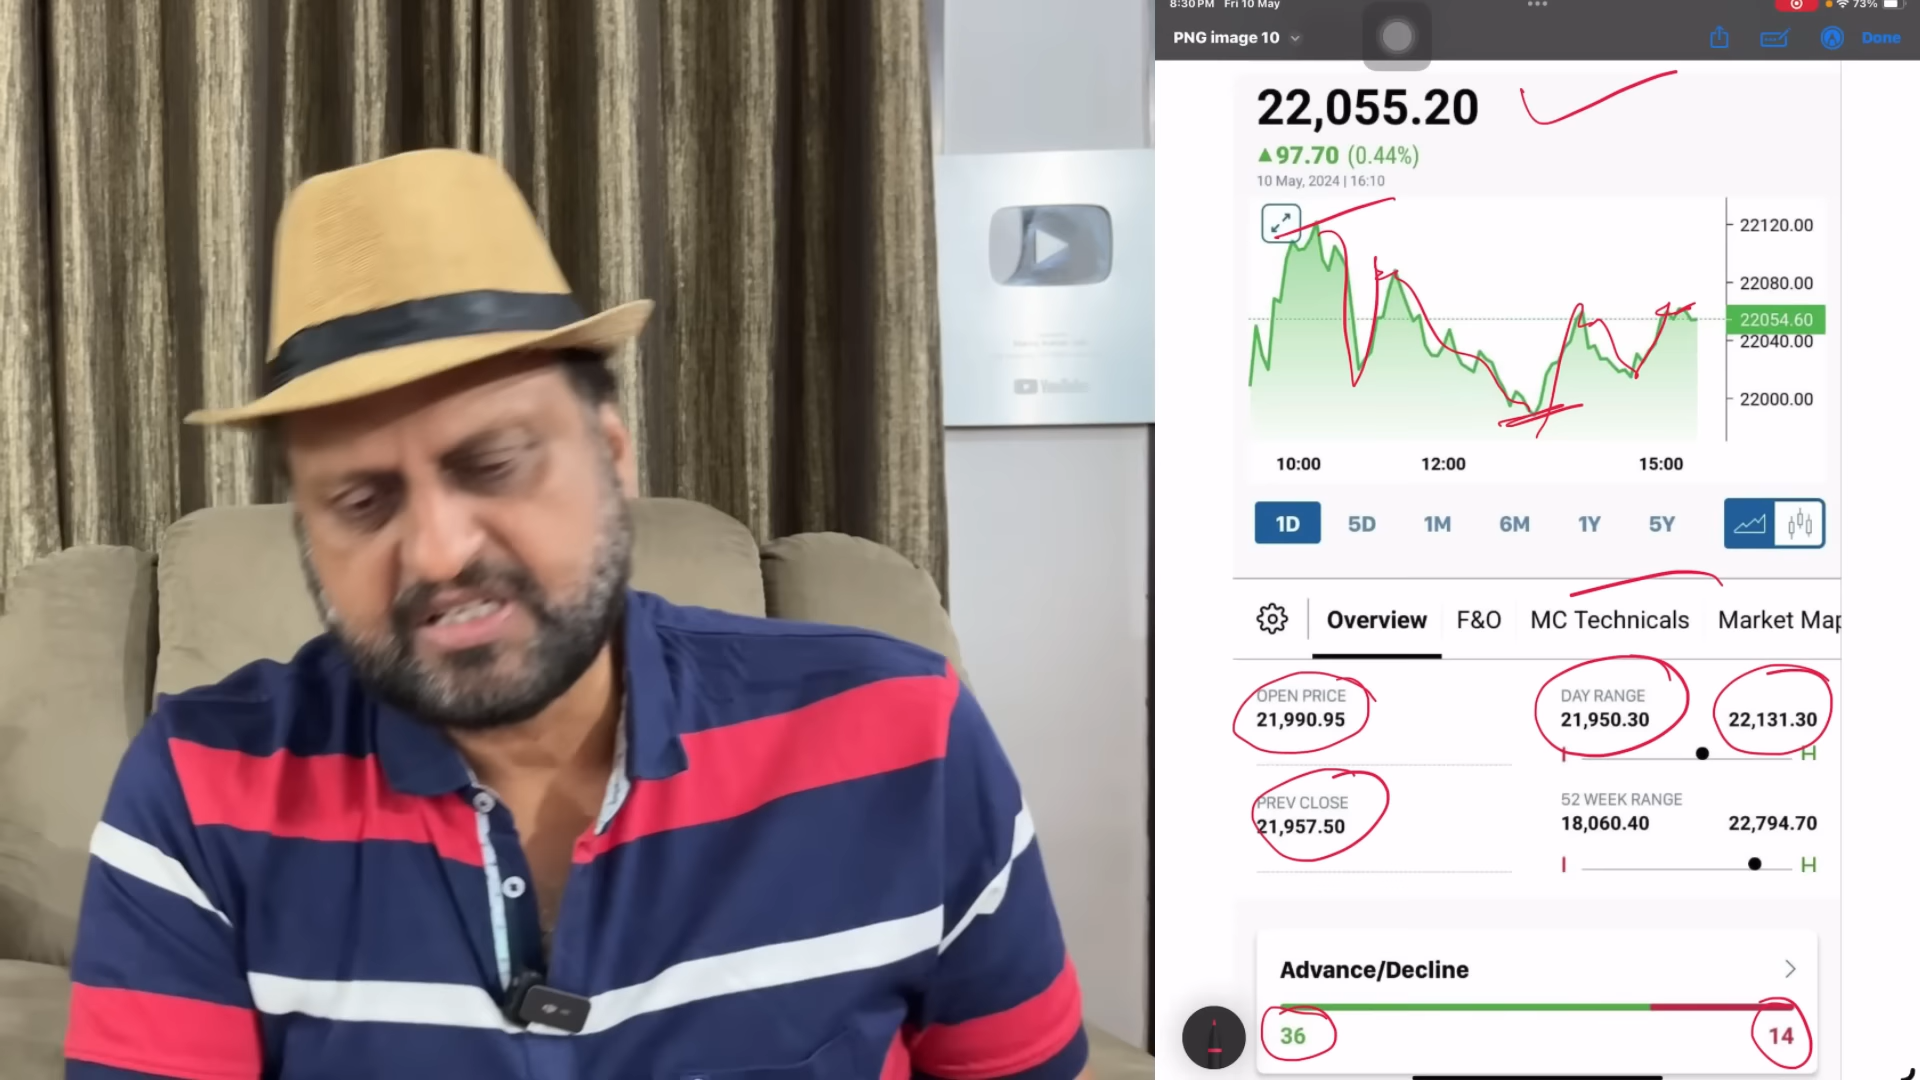 8:30 PM Fri 10 May
73%
PNG image 10
Done
22,055.20
▲97.70 (0.44%)
10 May, 2024 | 16:10
22120.00
22080.00
22054.60
22040.00
22000.00
10:00 12:00 15:00
1D 5D 1M 6M 1Y 5Y
Overview F&O MC Technicals Market Map
OPEN PRICE
21,990.95
DAY RANGE
21,950.30 22,131.30
H
PREV CLOSE
21,957.50
52 WEEK RANGE
18,060.40 22,794.70
H
Advance/Decline
36 14
YouTube